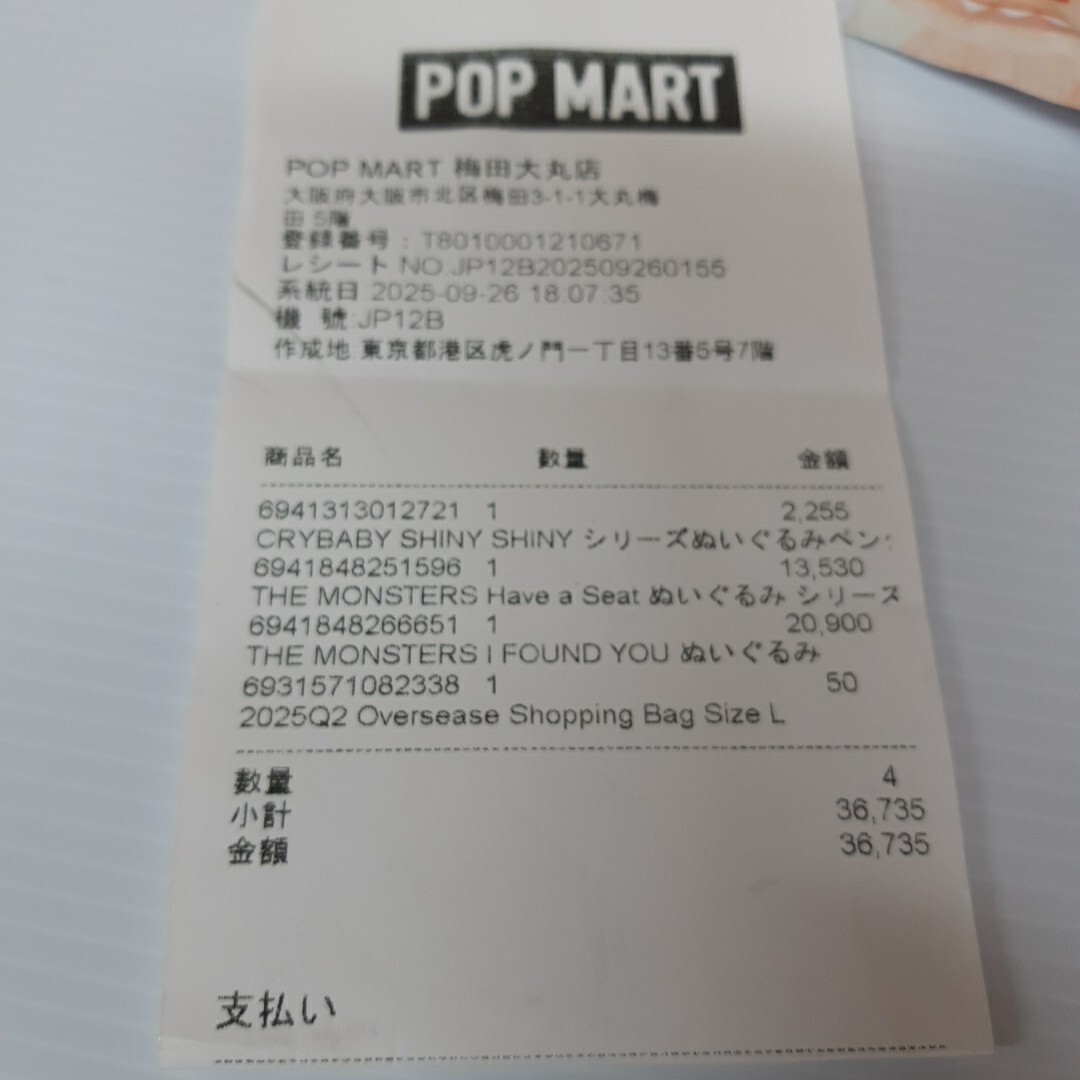 POP MART
POP MART 梅田大丸店
大阪府大阪市北区梅田3-1-1大丸梅
田 5階
登録番号 : T8010001210671
レシート NO.JP12B202509260155
系統日 2025-09-26 18:07:35
機 號:JP12B
作成地 東京都港区虎ノ門一丁目13番5号7階
商品名 數量 金額
6941313012721 1 2,255
CRYBABY SHINY SHINY シリーズぬいぐるみペン
6941848251596 1 13,530
THE MONSTERS Have a Seat ぬいぐるみ シリーズ
6941848266651 1 20,900
THE MONSTERS I FOUND YOU ぬいぐるみ
6931571082338 1 50
2025Q2 Oversease Shopping Bag Size L
數量 4
小計 36,735
金額 36,735
支払い